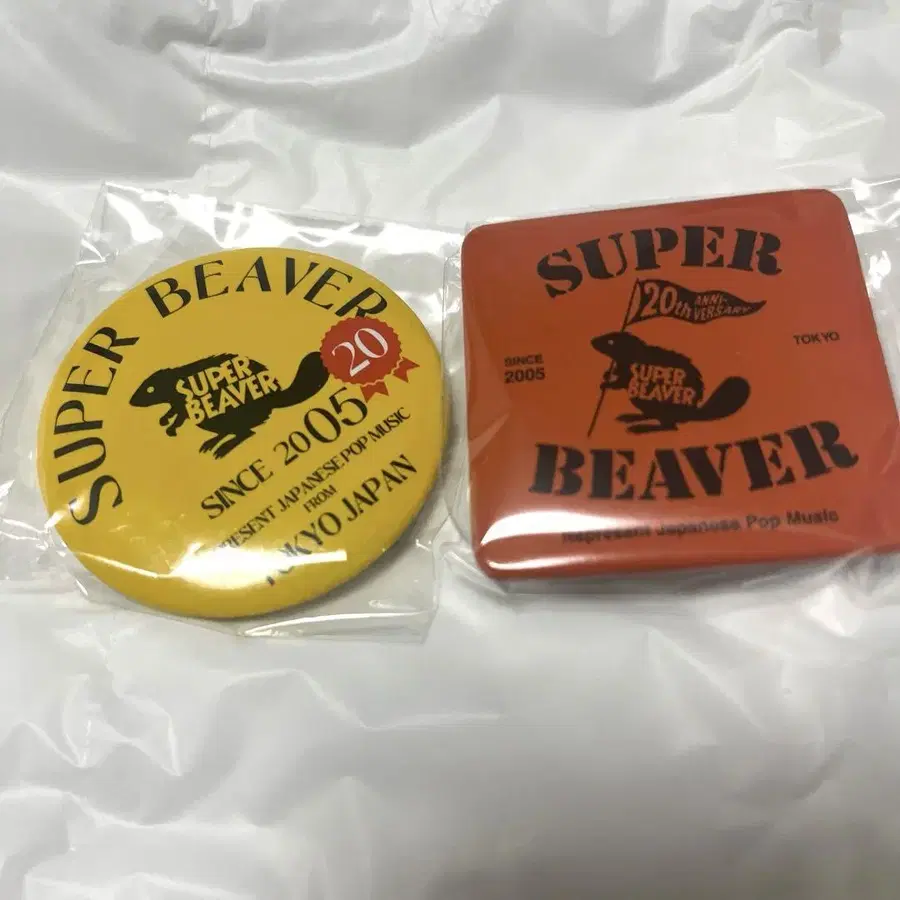 SUPER BEAVER
SUPER
BEAVER
20
SINCE 2005
PRESENT JAPANESE POP MUSIC
FROM
TOKYO JAPAN
SUPER
20th ANNI-
VERSARY
SINCE
2005
TOKYO
SUPER
BEAVER
BEAVER
Represent Japanese Pop Music